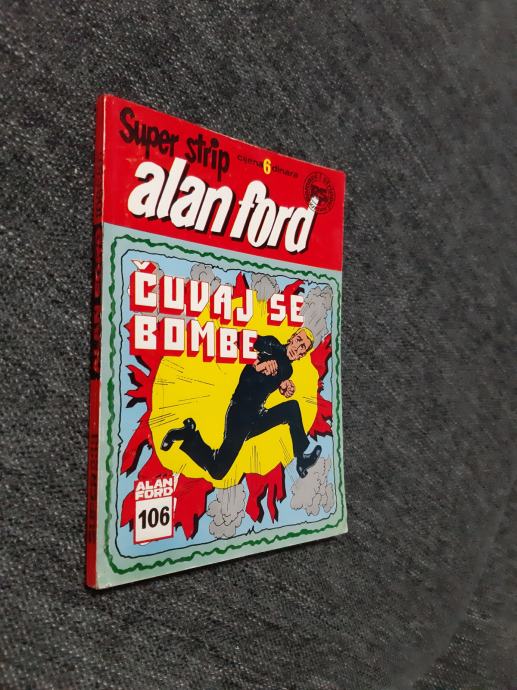 Super strip
cijena 6 dinara
alan ford
ČUVAJ SE
BOMBE
ALAN
FORD
106